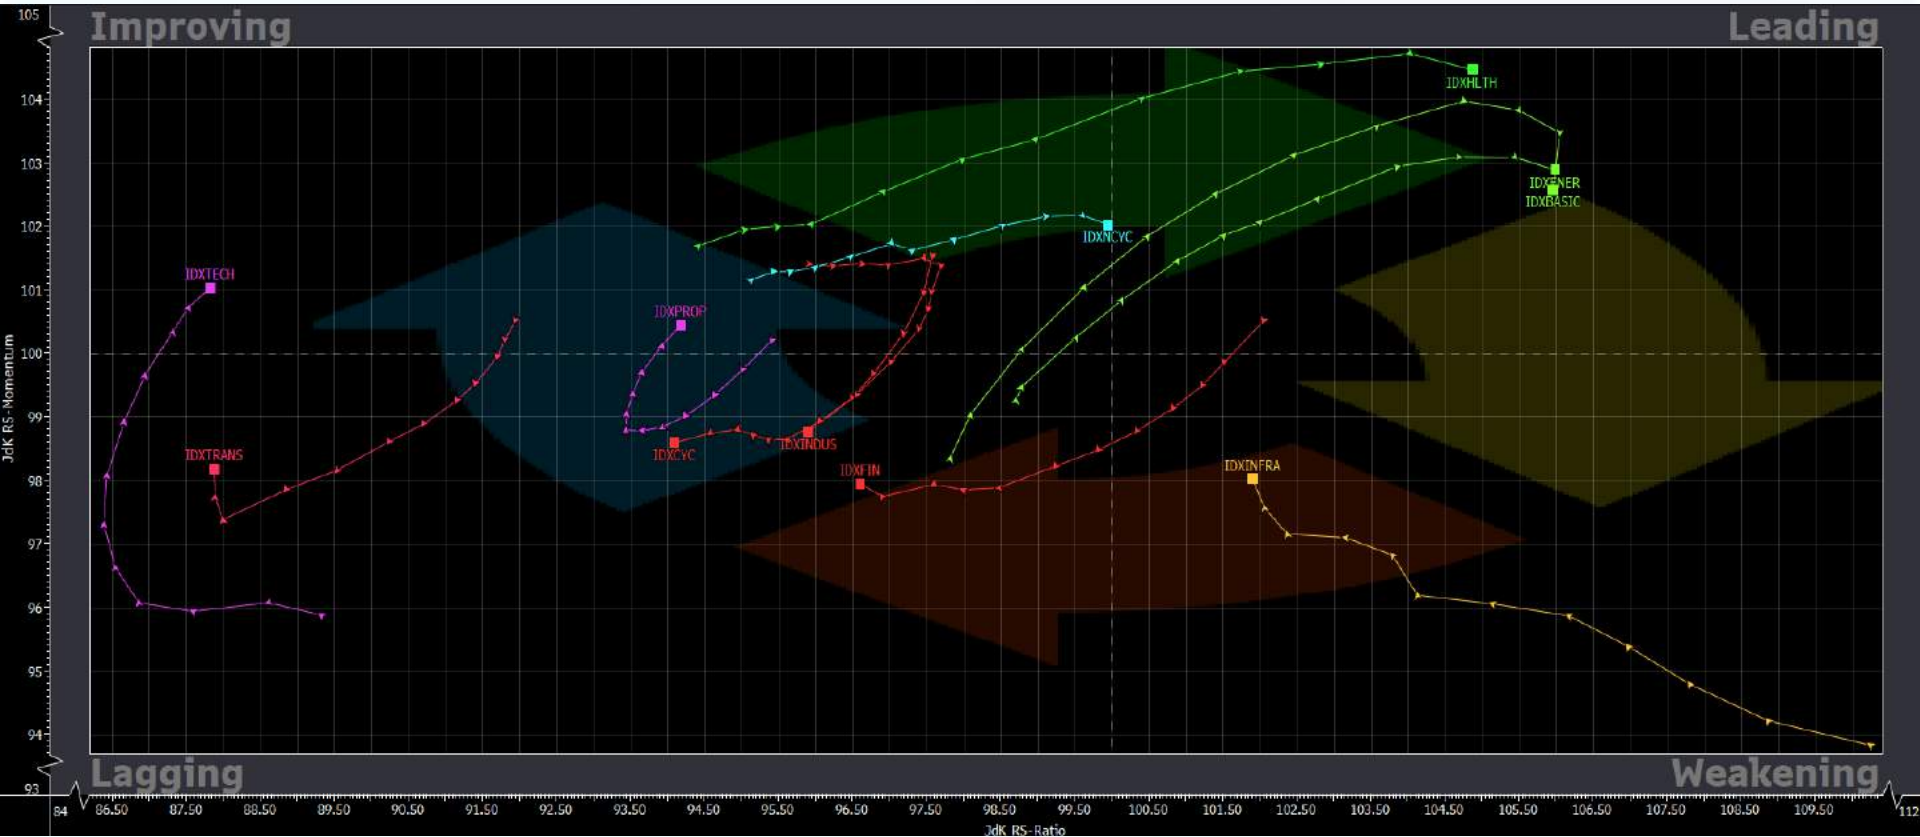 105
Improving
Leading
104
103
102
101
100
99
98
97
96
95
94
93
JdK RS-Momentum
IDXHLTH
IDXENER
IDXBASIC
IDXNCYC
IDXTECH
IDXPROP
IDXTRANS
IDXCYC
IDXINDUS
IDXFIN
IDXINFRA
Lagging
Weakening
84 86.50 87.50 88.50 89.50 90.50 91.50 92.50 93.50 94.50 95.50 96.50 97.50 98.50 99.50 100.50 101.50 102.50 103.50 104.50 105.50 106.50 107.50 108.50 109.50 112
JdK RS-Ratio